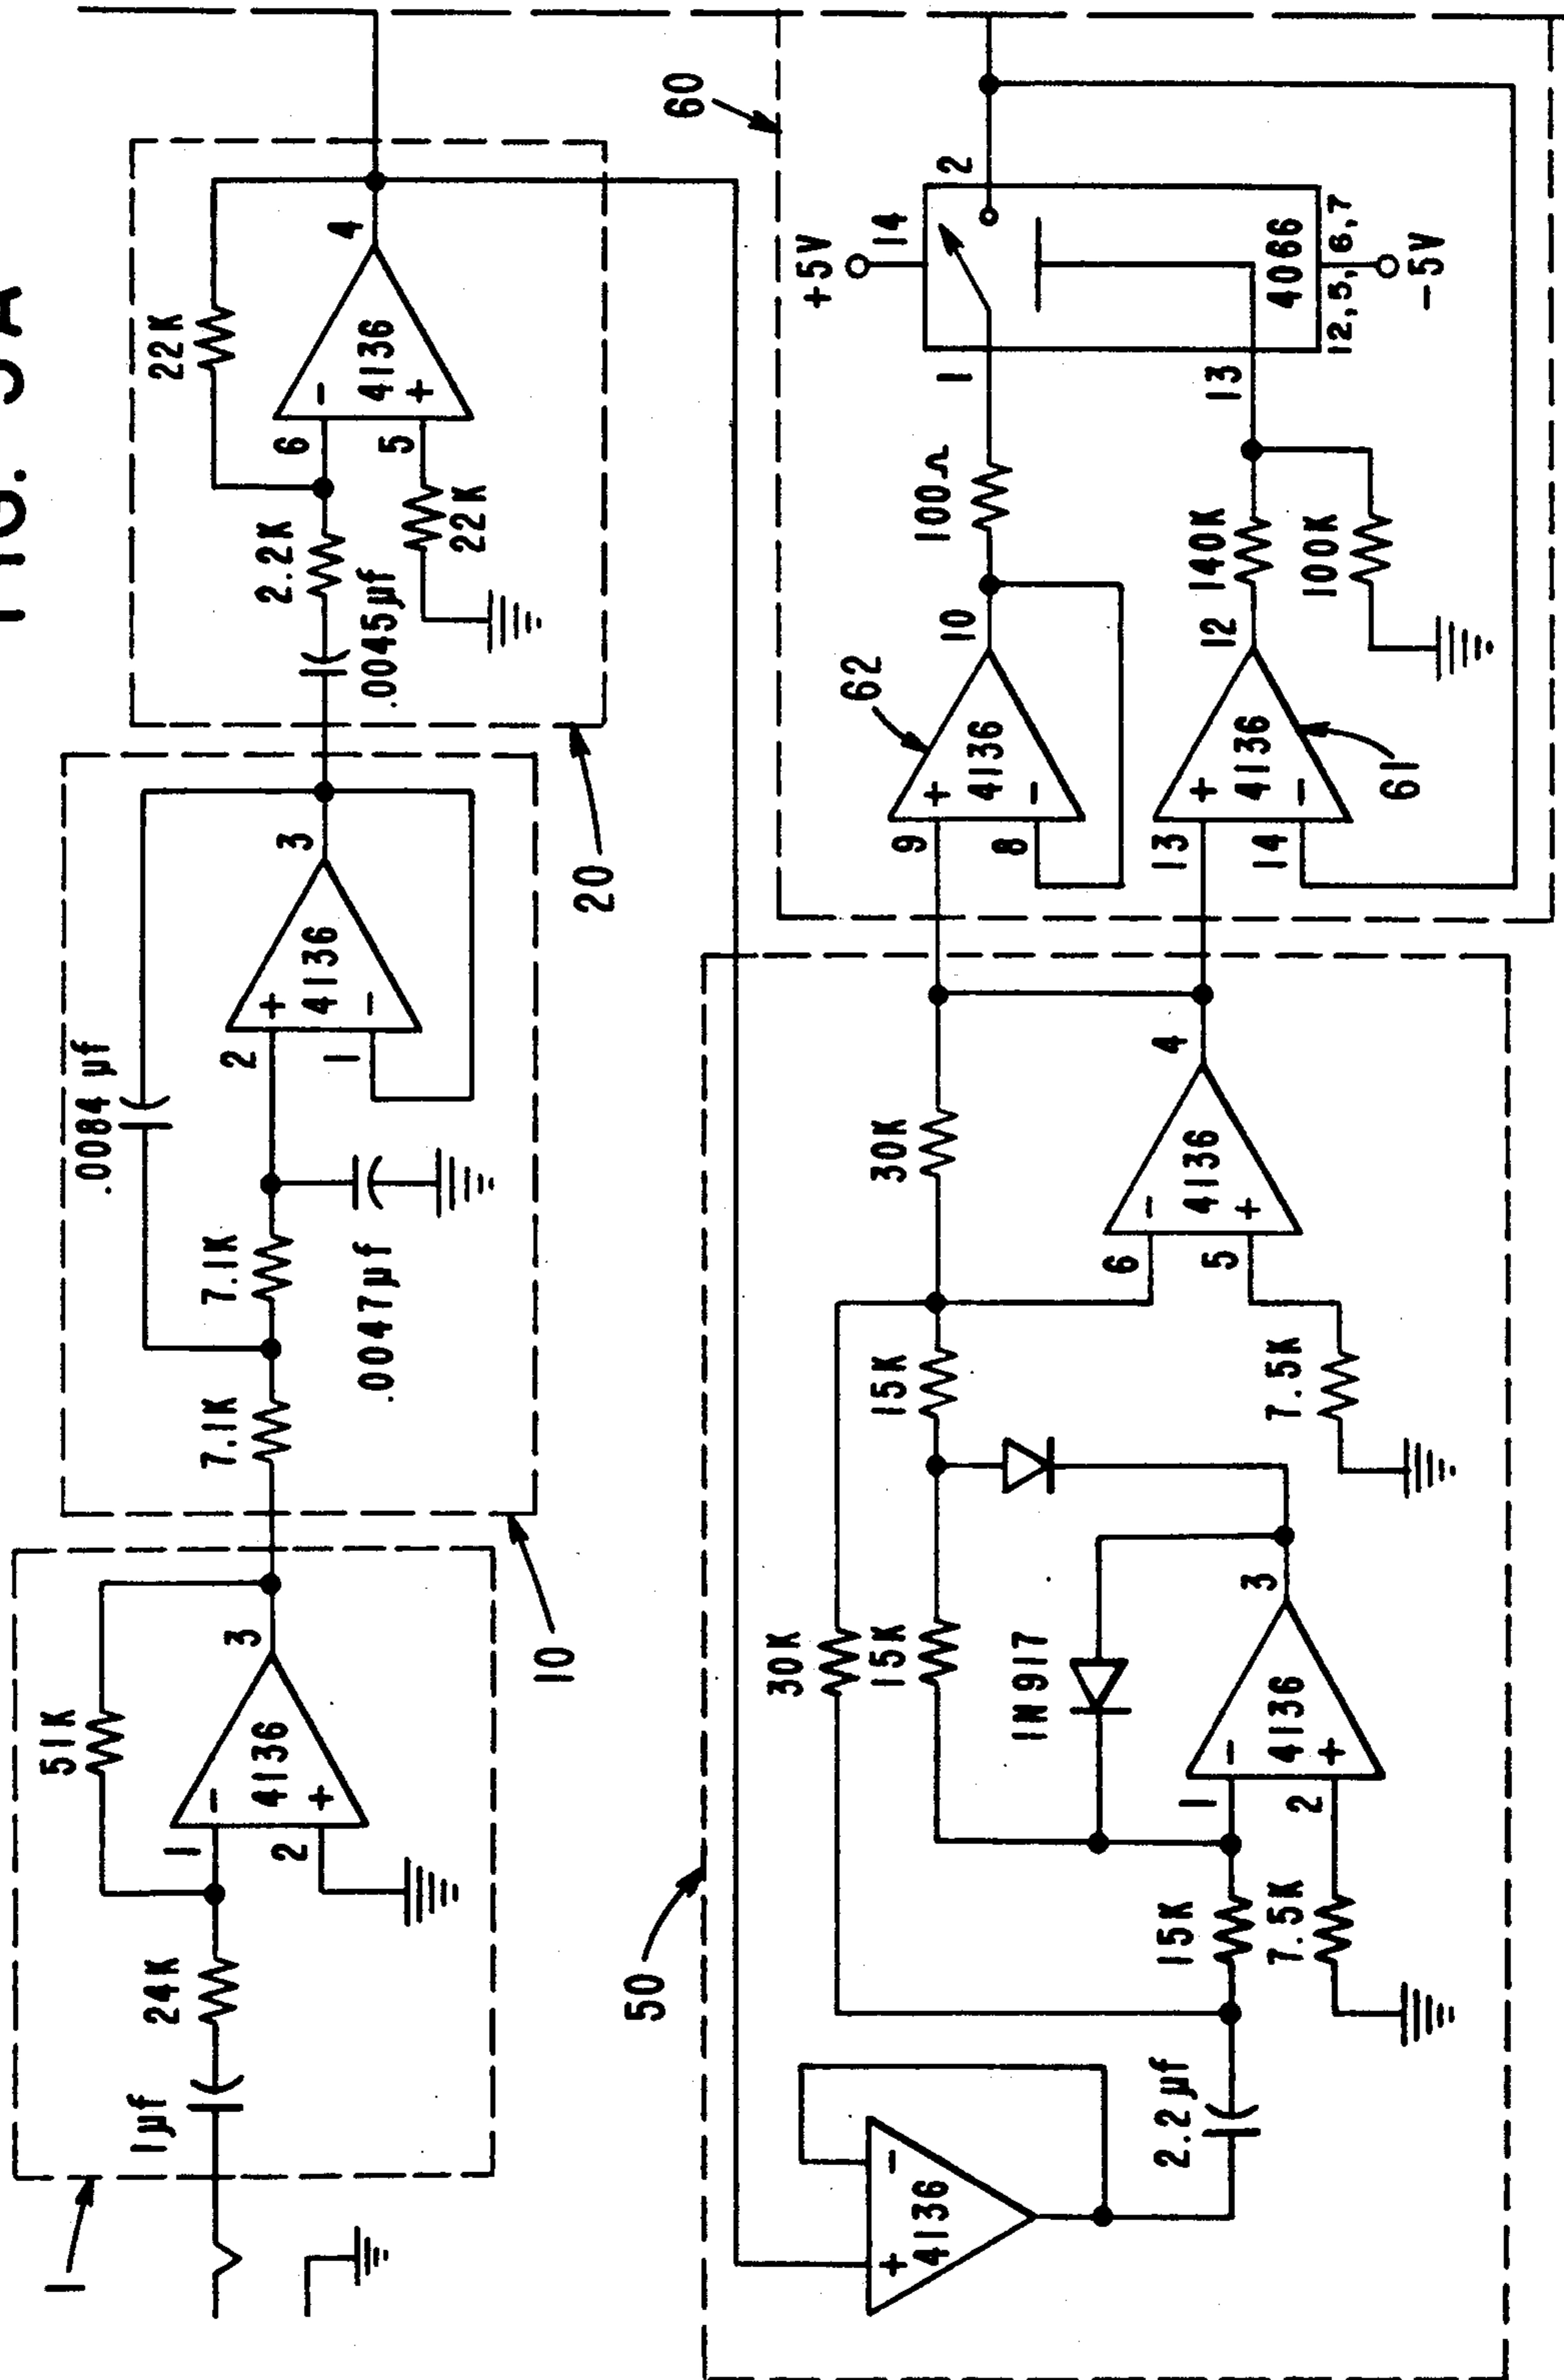 1
1µf
24K
51K
1
2
3
4136
-
+
10
7.1K
7.1K
.0084 µf
.0047µf
2
1
3
4136
+
-
20
.0045µf
2.2K
22K
22K
6
5
4
4136
-
+
50
4136
+
-
2.2µf
15K
7.5K
30K
15K
1N917
1
2
3
4136
-
+
15K
7.5K
30K
6
5
4
4136
-
+
60
62
9
8
10
4136
+
-
61
13
14
12
4136
+
-
100Ω
140K
100K
1
13
2
14
+5V
4066
12,5,6,7
-5V